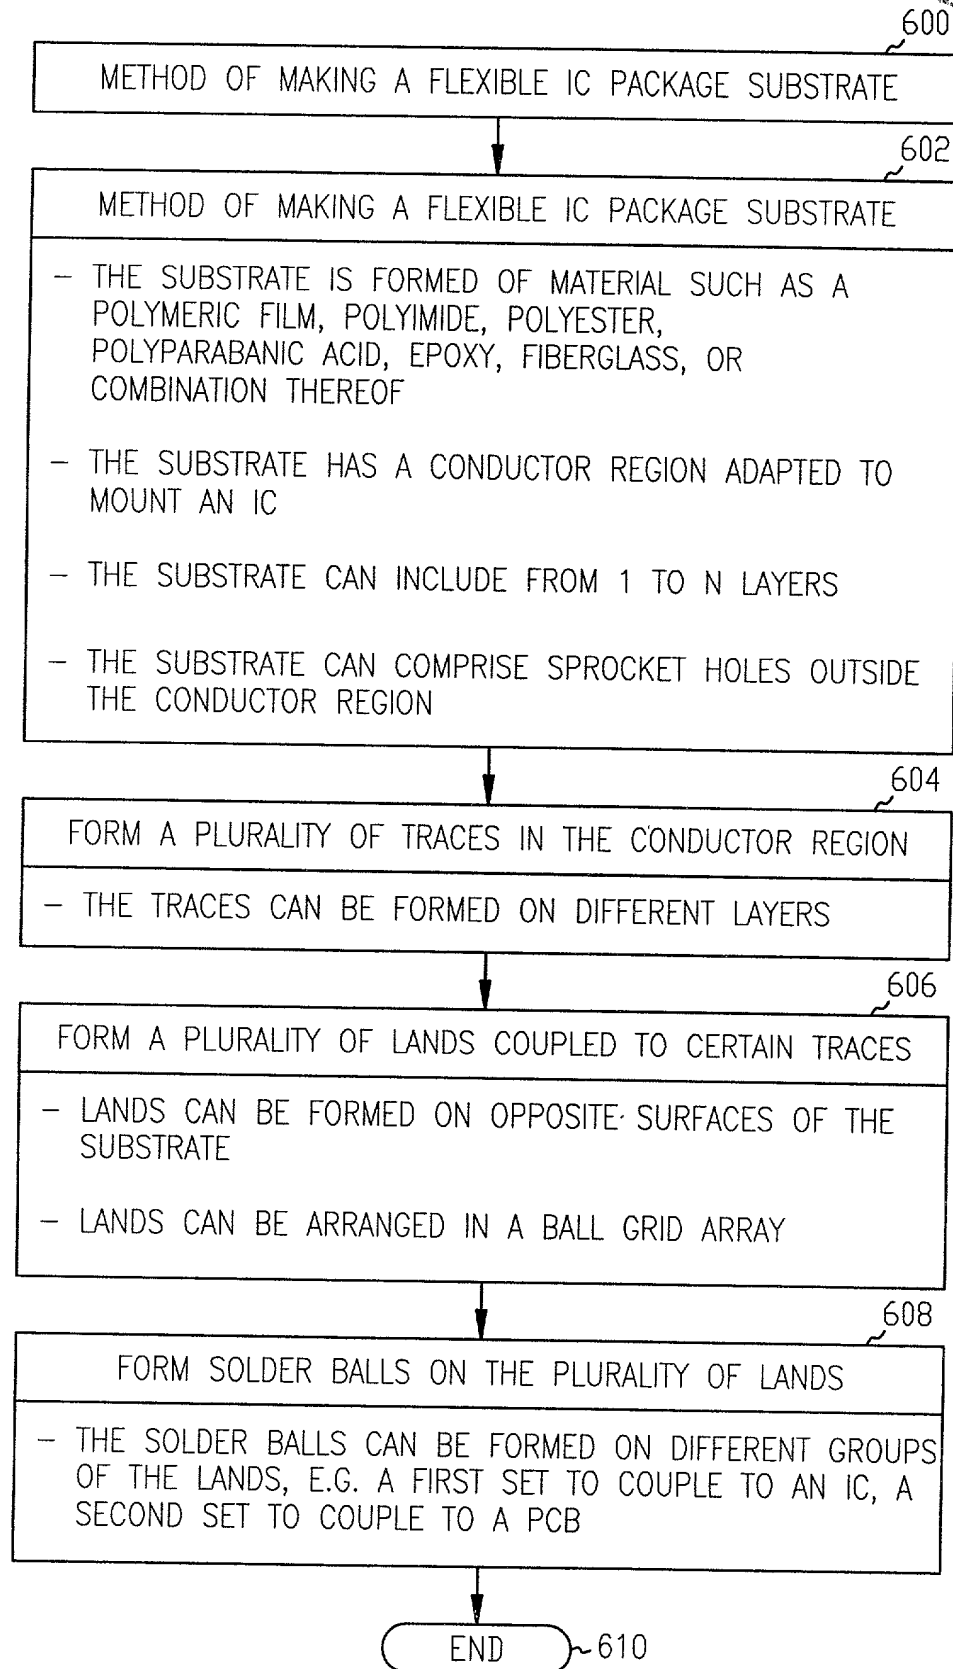 600
METHOD OF MAKING A FLEXIBLE IC PACKAGE SUBSTRATE
602
METHOD OF MAKING A FLEXIBLE IC PACKAGE SUBSTRATE
- THE SUBSTRATE IS FORMED OF MATERIAL SUCH AS A
POLYMERIC FILM, POLYIMIDE, POLYESTER,
POLYPARABANIC ACID, EPOXY, FIBERGLASS, OR
COMBINATION THEREOF
- THE SUBSTRATE HAS A CONDUCTOR REGION ADAPTED TO
MOUNT AN IC
- THE SUBSTRATE CAN INCLUDE FROM 1 TO N LAYERS
- THE SUBSTRATE CAN COMPRISE SPROCKET HOLES OUTSIDE
THE CONDUCTOR REGION
604
FORM A PLURALITY OF TRACES IN THE CONDUCTOR REGION
- THE TRACES CAN BE FORMED ON DIFFERENT LAYERS
606
FORM A PLURALITY OF LANDS COUPLED TO CERTAIN TRACES
- LANDS CAN BE FORMED ON OPPOSITE SURFACES OF THE
SUBSTRATE
- LANDS CAN BE ARRANGED IN A BALL GRID ARRAY
608
FORM SOLDER BALLS ON THE PLURALITY OF LANDS
- THE SOLDER BALLS CAN BE FORMED ON DIFFERENT GROUPS
OF THE LANDS, E.G. A FIRST SET TO COUPLE TO AN IC, A
SECOND SET TO COUPLE TO A PCB
END 610